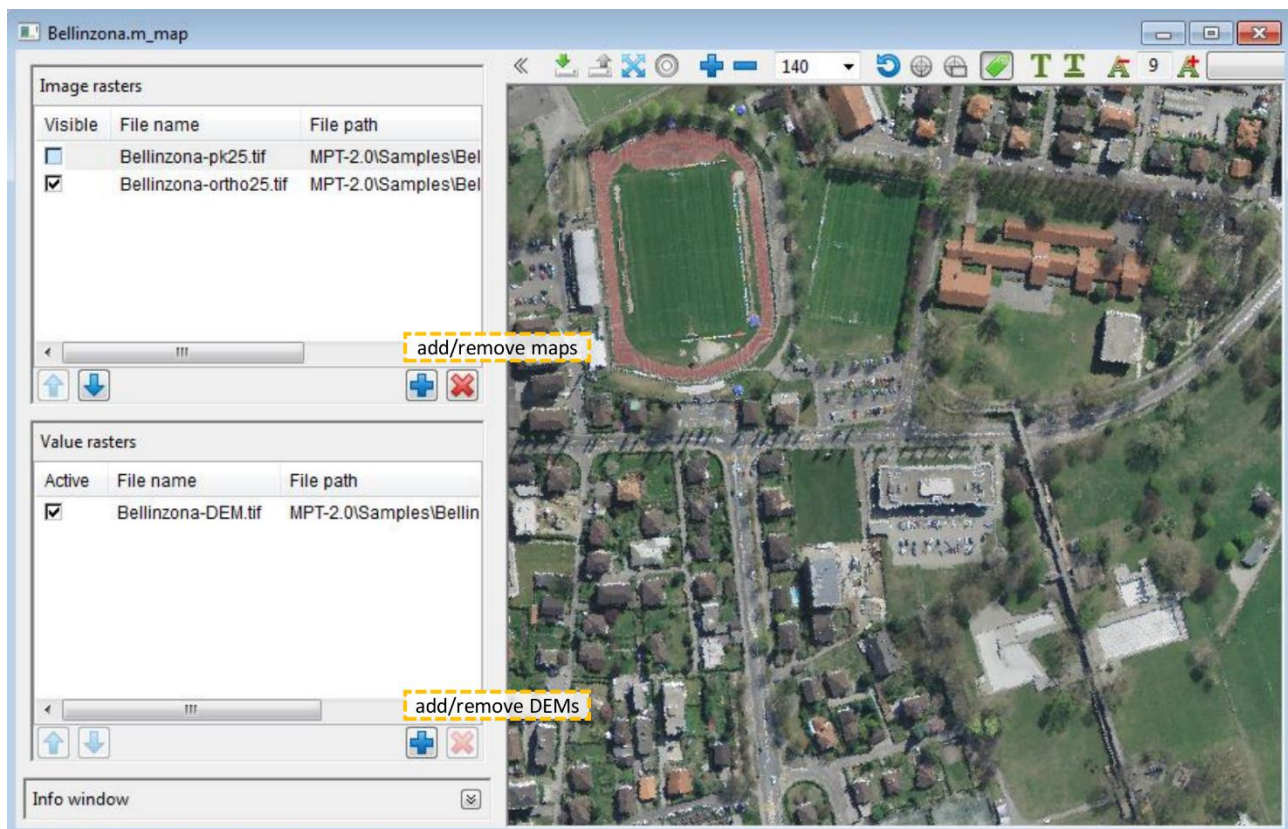 Bellinzona.m_map
Image rasters
Visible File name File path
Bellinzona-pk25.tif MPT-2.0\Samples\Bel
Bellinzona-ortho25.tif MPT-2.0\Samples\Bel
add/remove maps
Value rasters
Active File name File path
Bellinzona-DEM.tif MPT-2.0\Samples\Bellin
add/remove DEMs
Info window
140 T T A 9 A